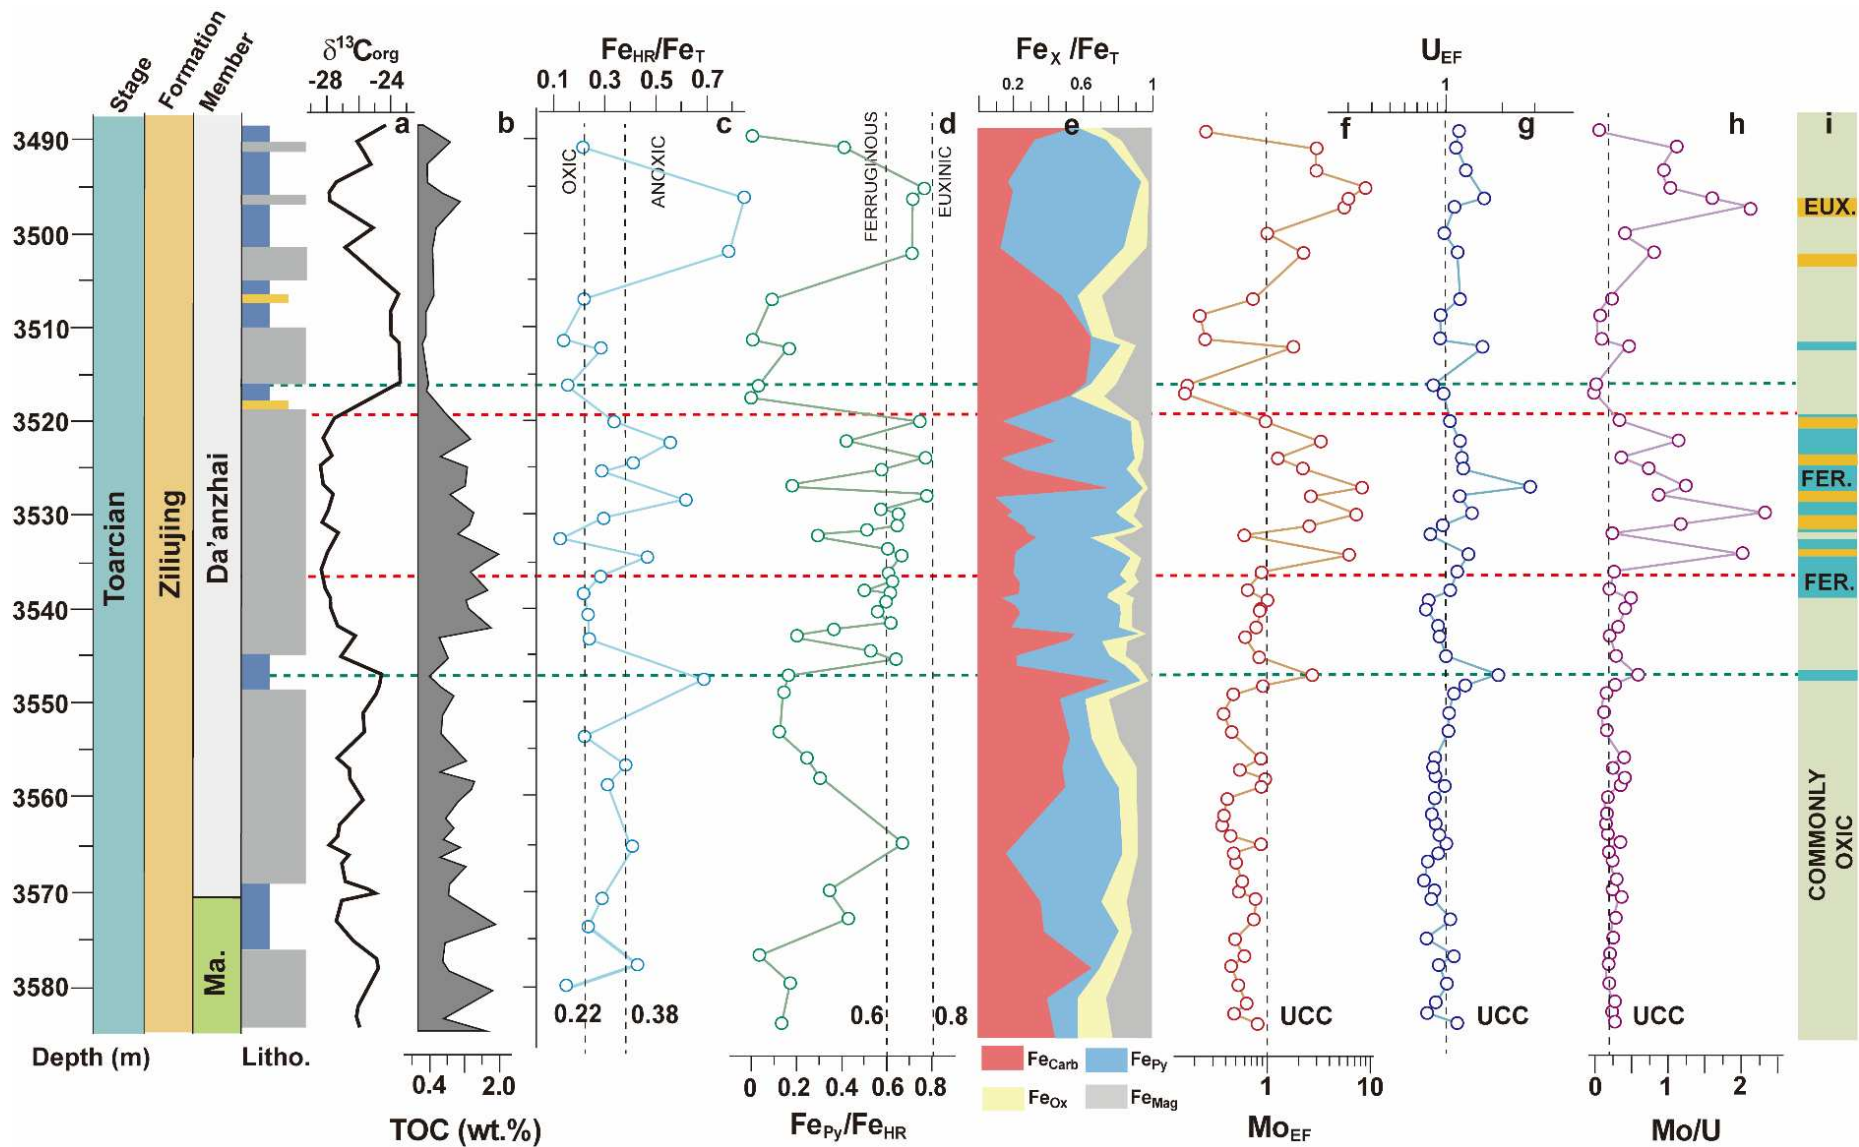 Stage
Formation
Member
δ13Corg
-28 -24
FeHR/FeT
0.1 0.3 0.5 0.7
FeX /FeT
0.2 0.6 1
UEF
1
a
b
c
d
e
f
g
h
i
3490
3500
3510
3520
3530
3540
3550
3560
3570
3580
Toarcian
Ziliujing
Da'anzhai
Ma.
OXIC
ANOXIC
FERRUGINOUS
EUXINIC
EUX.
FER.
FER.
COMMONLY
OXIC
0.22 0.38
0.6 0.8
UCC
UCC
UCC
Depth (m)
Litho.
0.4 2.0
TOC (wt.%)
0 0.2 0.4 0.6 0.8
FePy/FeHR
FeCarb
FePy
FeOx
FeMag
1 10
MoEF
0 1 2
Mo/U